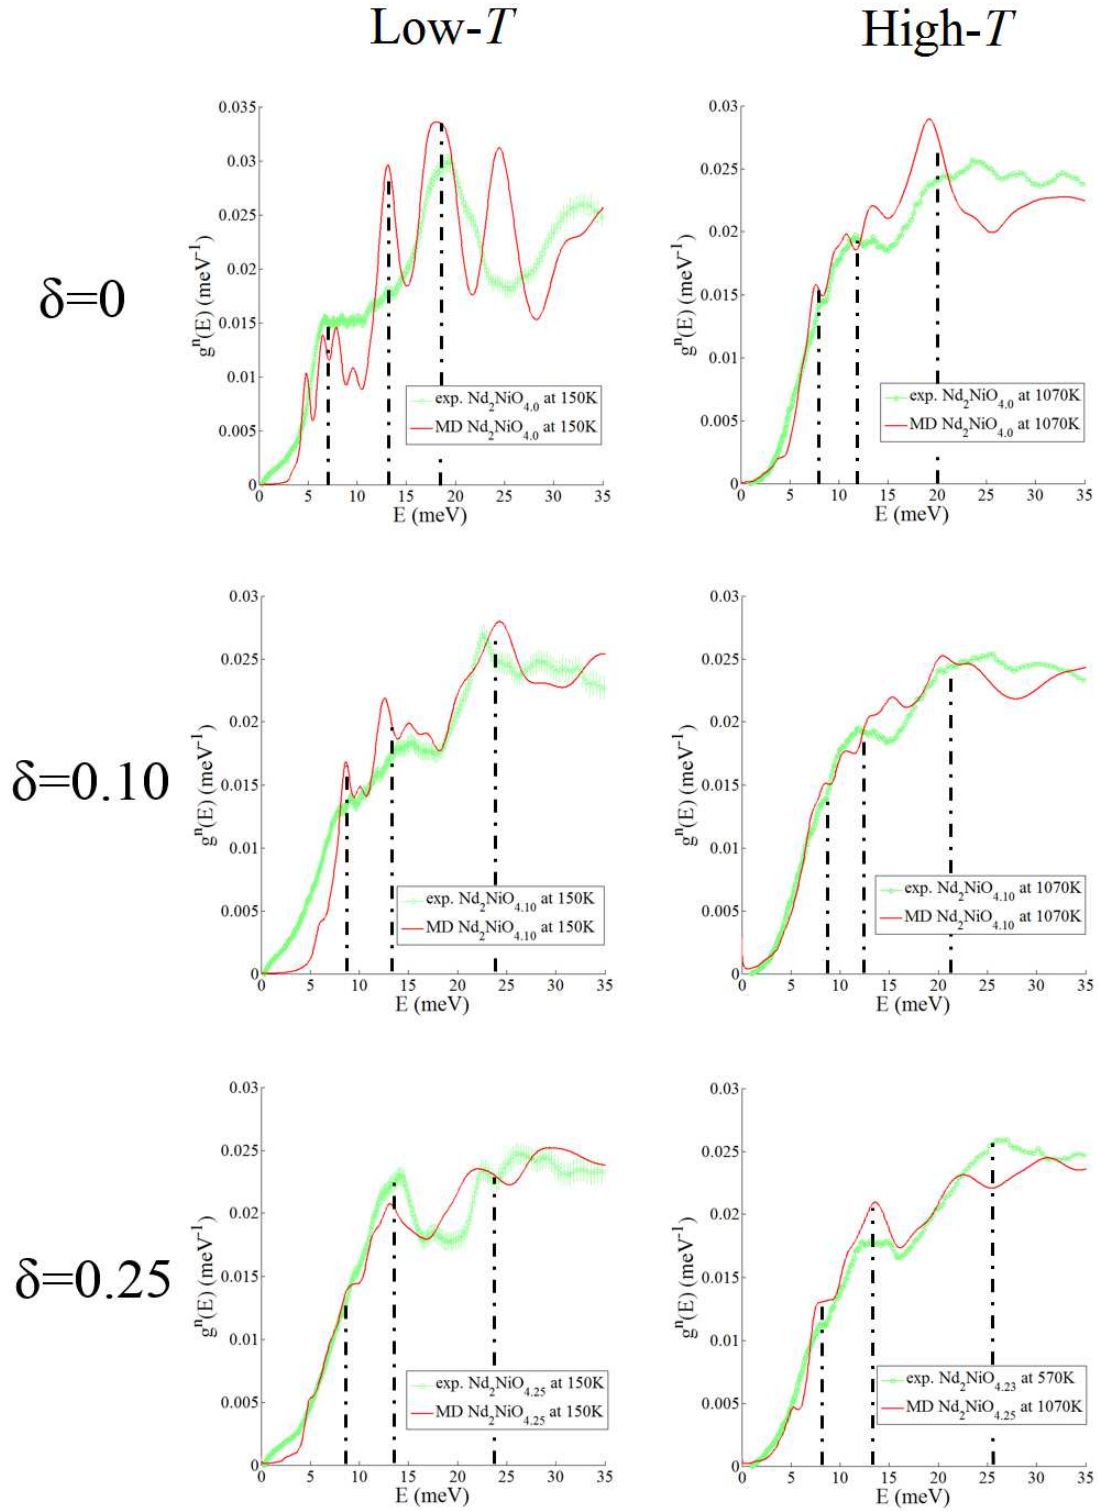 Low-T
High-T
δ=0
gⁿ(E) (meV⁻¹)
0.035
0.03
0.025
0.02
0.015
0.01
0.005
0
0 5 10 15 20 25 30 35
E (meV)
exp. Nd₂NiO₄.₀ at 150K
MD Nd₂NiO₄.₀ at 150K
gⁿ(E) (meV⁻¹)
0.03
0.025
0.02
0.015
0.01
0.005
0
0 5 10 15 20 25 30 35
E (meV)
exp. Nd₂NiO₄.₀ at 1070K
MD Nd₂NiO₄.₀ at 1070K
δ=0.10
gⁿ(E) (meV⁻¹)
0.03
0.025
0.02
0.015
0.01
0.005
0
0 5 10 15 20 25 30 35
E (meV)
exp. Nd₂NiO₄.₁₀ at 150K
MD Nd₂NiO₄.₁₀ at 150K
gⁿ(E) (meV⁻¹)
0.03
0.025
0.02
0.015
0.01
0.005
0
0 5 10 15 20 25 30 35
E (meV)
exp. Nd₂NiO₄.₁₀ at 1070K
MD Nd₂NiO₄.₁₀ at 1070K
δ=0.25
gⁿ(E) (meV⁻¹)
0.03
0.025
0.02
0.015
0.01
0.005
0
0 5 10 15 20 25 30 35
E (meV)
exp. Nd₂NiO₄.₂₅ at 150K
MD Nd₂NiO₄.₂₅ at 150K
gⁿ(E) (meV⁻¹)
0.03
0.025
0.02
0.015
0.01
0.005
0
0 5 10 15 20 25 30 35
E (meV)
exp. Nd₂NiO₄.₂₃ at 570K
MD Nd₂NiO₄.₂₅ at 1070K